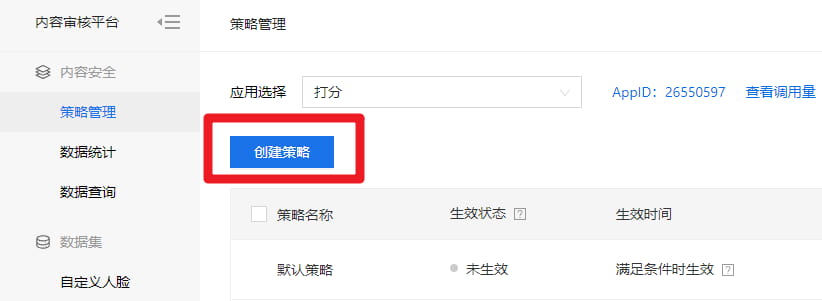 内容审核平台
策略管理
内容安全
策略管理
数据统计
数据查询
数据集
自定义人脸
应用选择
打分
AppID：26550597
查看调用量
创建策略
策略名称
生效状态 ?
生效时间
默认策略
未生效
满足条件时生效 ?